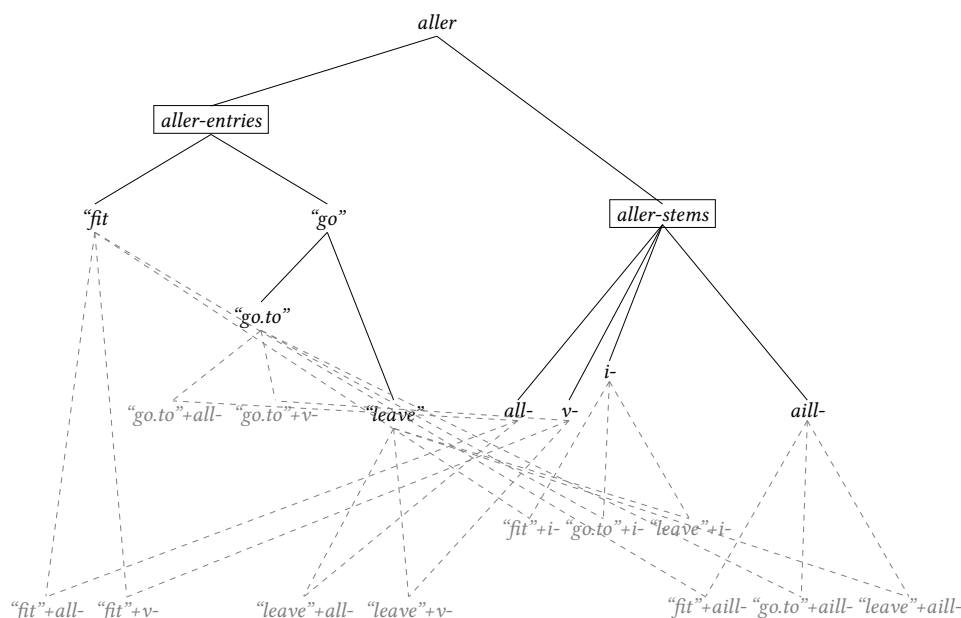 aller
aller-entries
aller-stems
“fit
“go”
“go.to”
i-
“go.to”+all-
“go.to”+v-
“leave”
all-
v-
aill-
“fit”+i-
“go.to”+i-
“leave”+i-
“fit”+all-
“fit”+v-
“leave”+all-
“leave”+v-
“fit”+aill-
“go.to”+aill-
“leave”+aill-